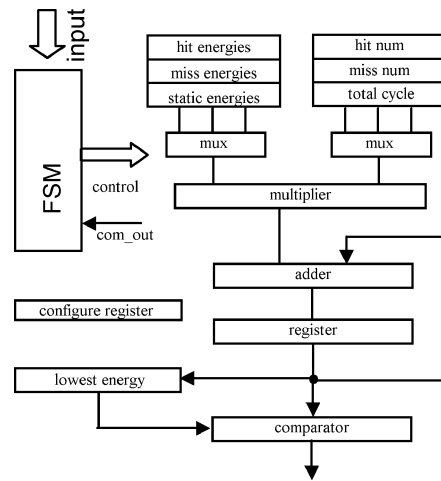 input
FSM
control
com_out
hit energies
miss energies
static energies
hit num
miss num
total cycle
mux
mux
multiplier
adder
configure register
register
lowest energy
comparator